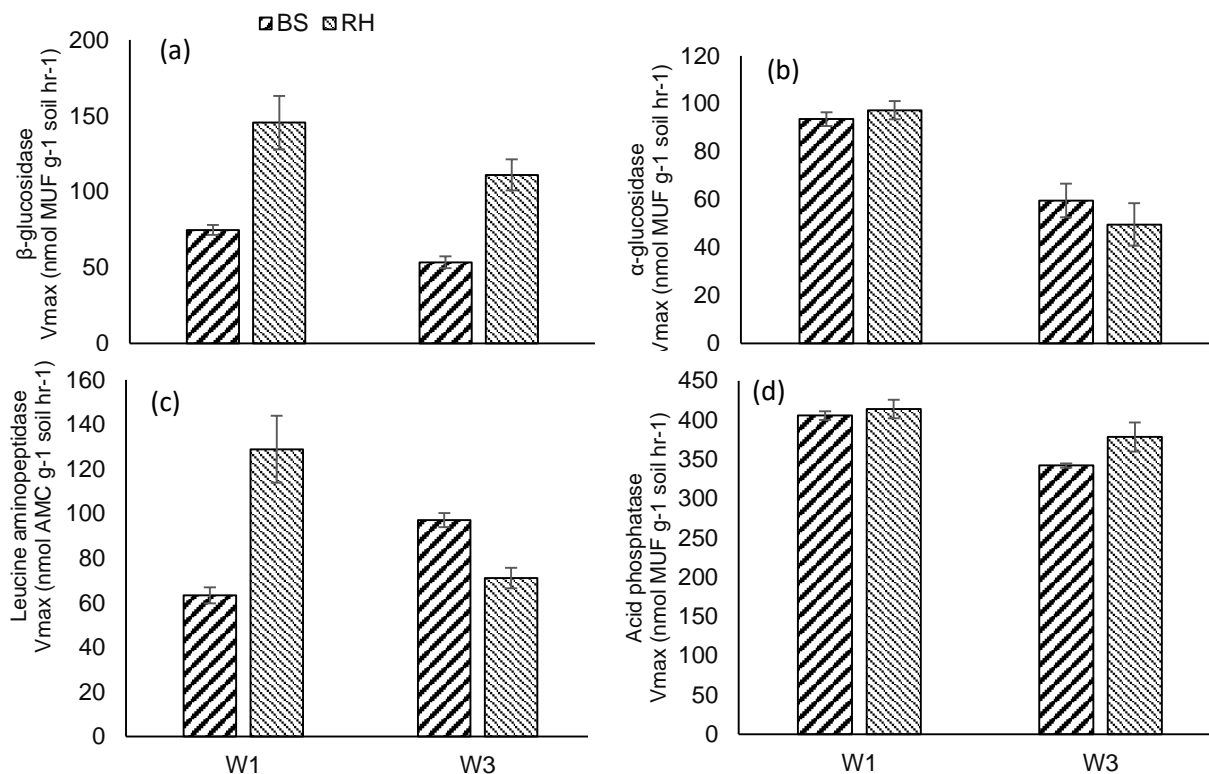 BS RH
(a)
β-glucosidase
Vmax (nmol MUF g-1 soil hr-1)
200
150
100
50
0
(b)
α-glucosidase
Vmax (nmol MUF g-1 soil hr-1)
120
100
80
60
40
20
0
(c)
Leucine aminopeptidase
Vmax (nmol AMC g-1 soil hr-1)
160
140
120
100
80
60
40
20
0
W1 W3
(d)
Acid phosphatase
Vmax (nmol MUF g-1 soil hr-1)
450
400
350
300
250
200
150
100
50
0
W1 W3